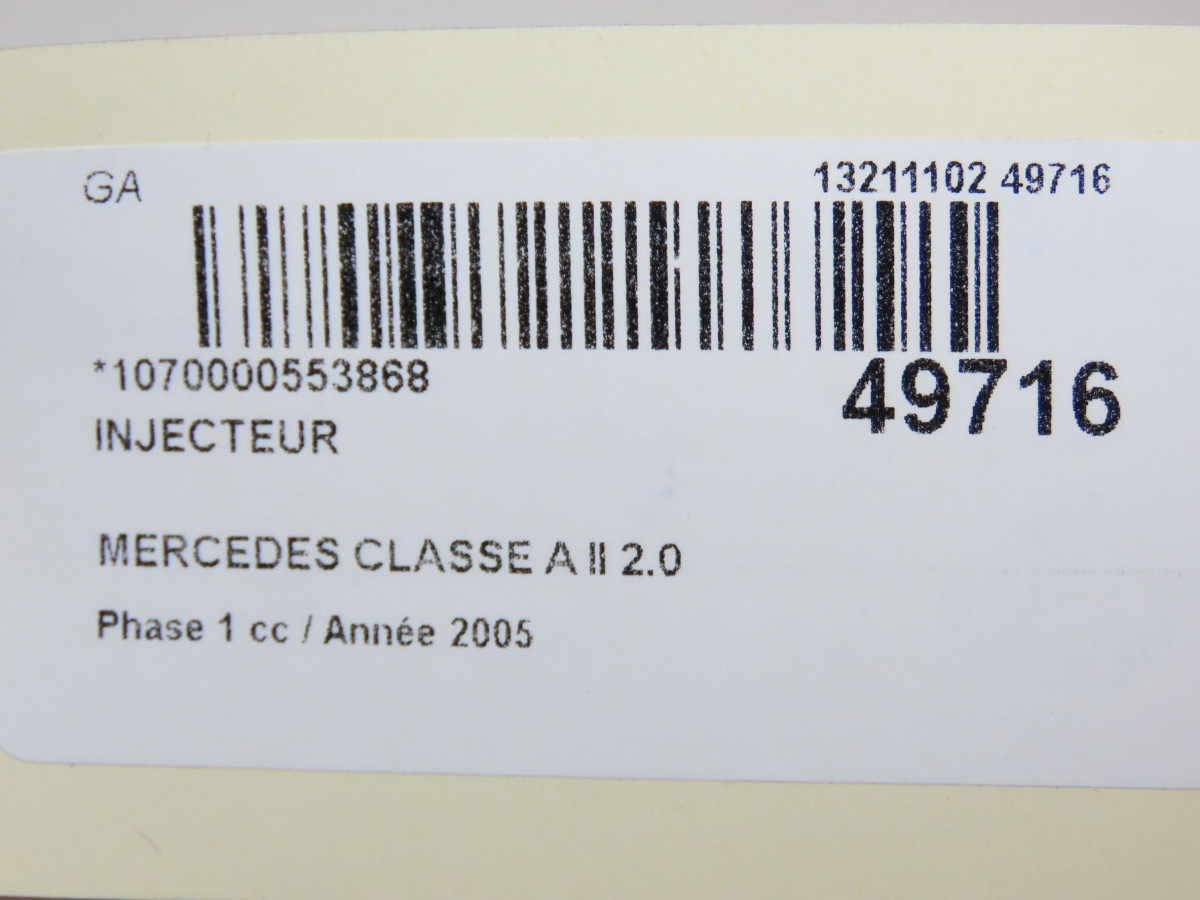 GA
13211102 49716
*1070000553868
49716
INJECTEUR
MERCEDES CLASSE A II 2.0
Phase 1 cc / Année 2005